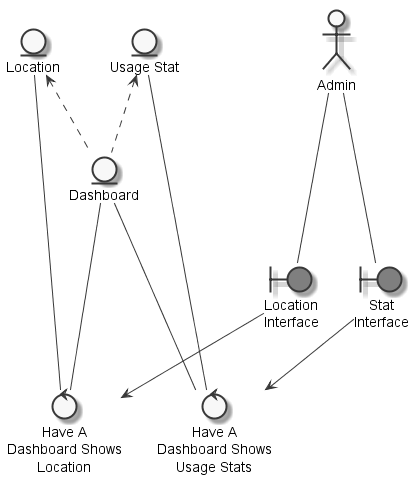 Location
Usage Stat
Admin
Dashboard
Location
Interface
Stat
Interface
Have A
Dashboard Shows
Location
Have A
Dashboard Shows
Usage Stats